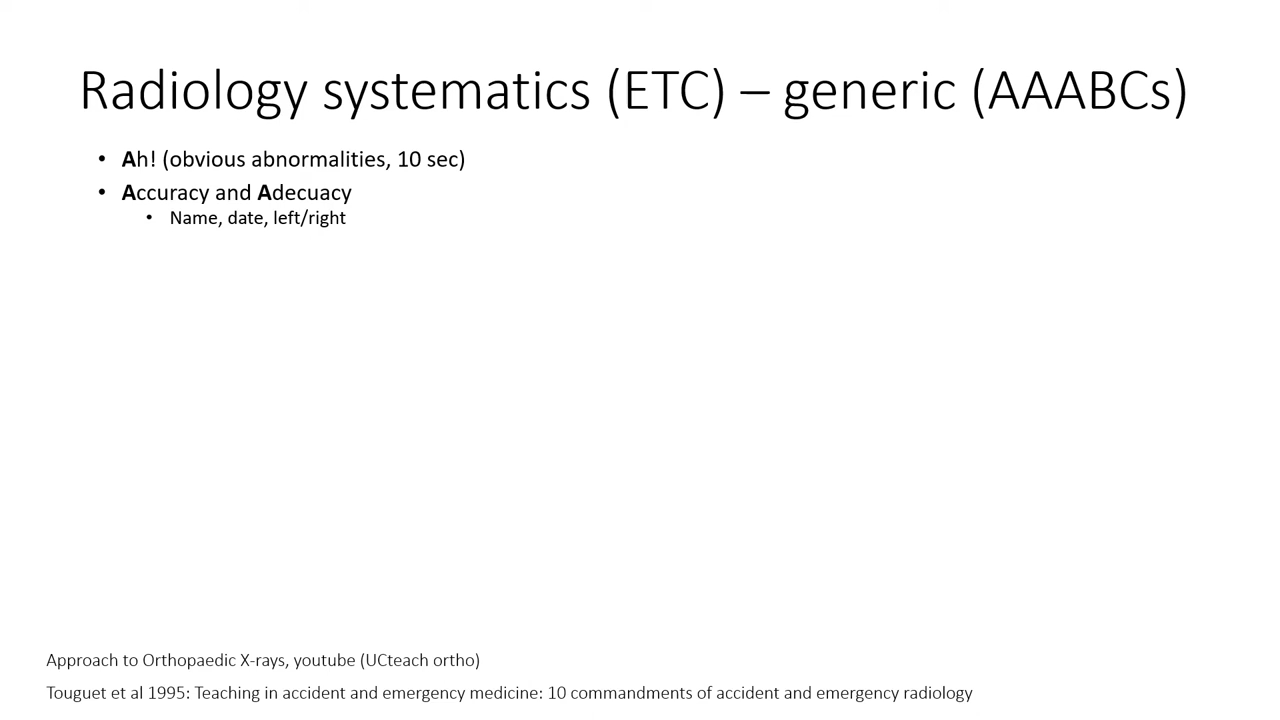 Radiology systematics (ETC) – generic (AAABCs)
• Ah! (obvious abnormalities, 10 sec)
• Accuracy and Adecuacy
• Name, date, left/right
Approach to Orthopaedic X-rays, youtube (UCteach ortho)
Touguet et al 1995: Teaching in accident and emergency medicine: 10 commandments of accident and emergency radiology